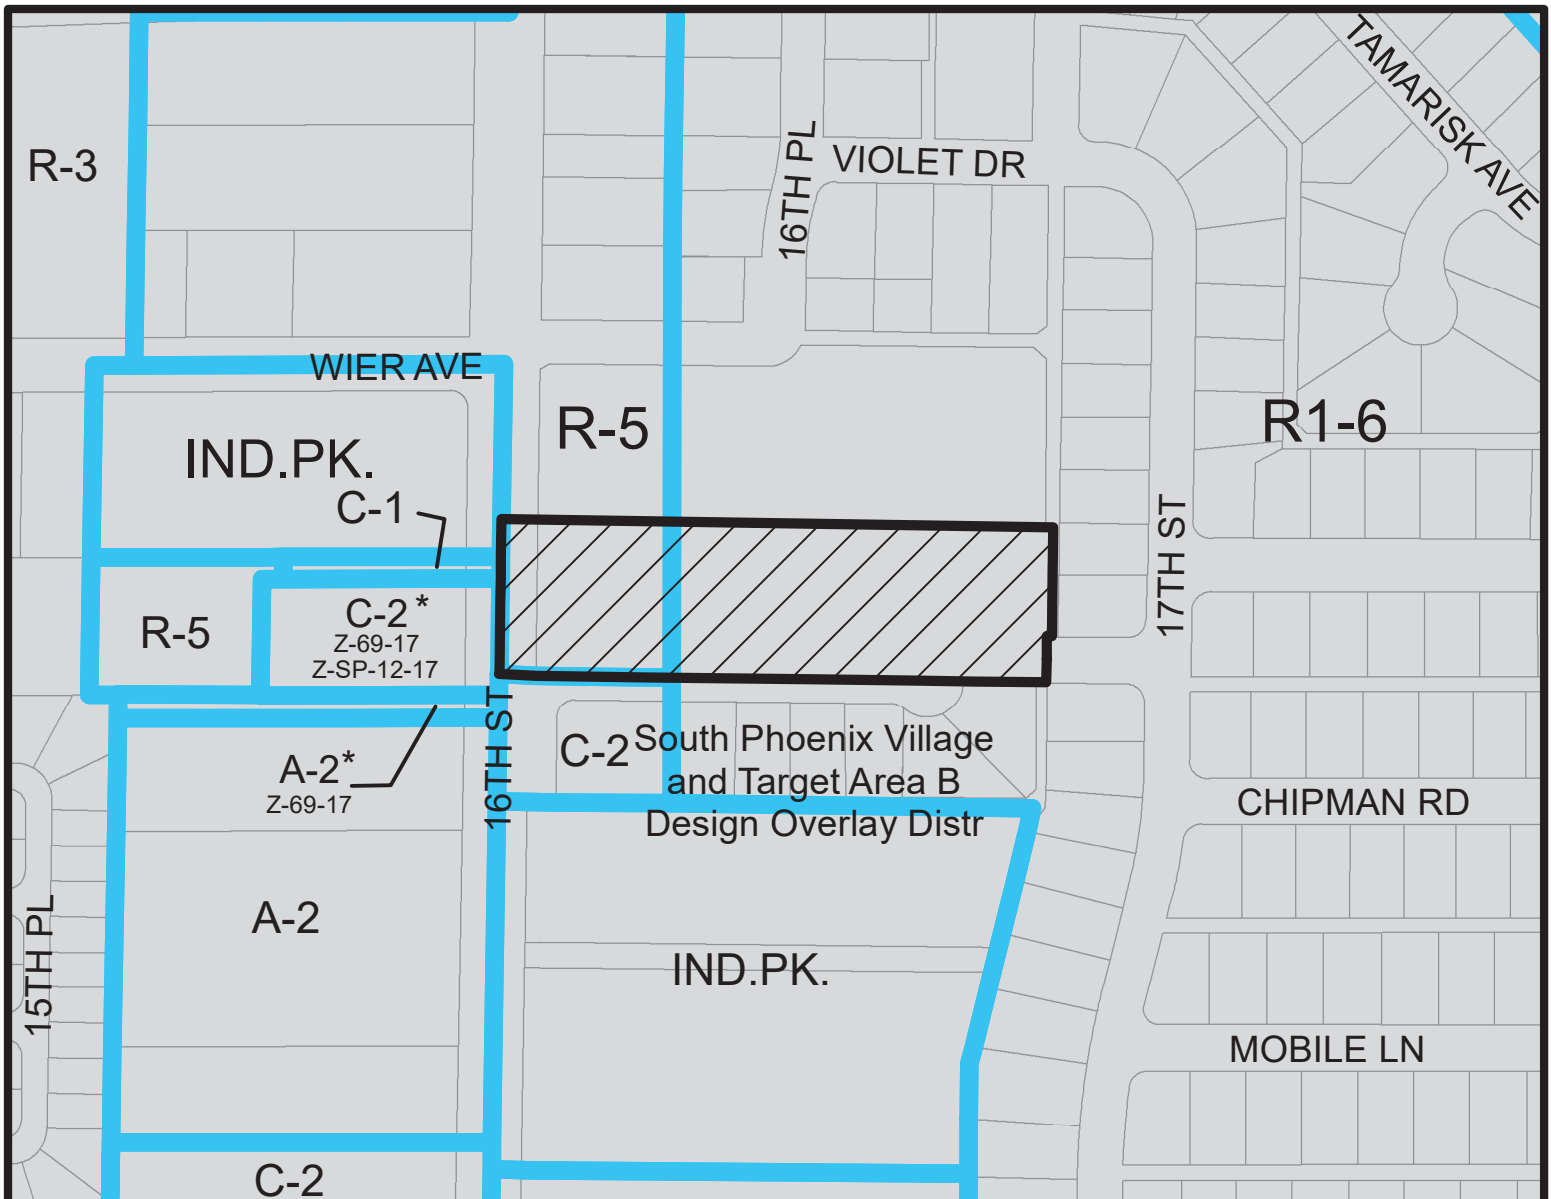 TAMARISK AVE
R-3
16TH PL
VIOLET DR
WIER AVE
R-5
R1-6
IND.PK.
C-1
17TH ST
R-5
C-2*
Z-69-17
Z-SP-12-17
16TH ST
C-2
South Phoenix Village
and Target Area B
Design Overlay Distr
A-2*
Z-69-17
CHIPMAN RD
15TH PL
A-2
IND.PK.
MOBILE LN
C-2